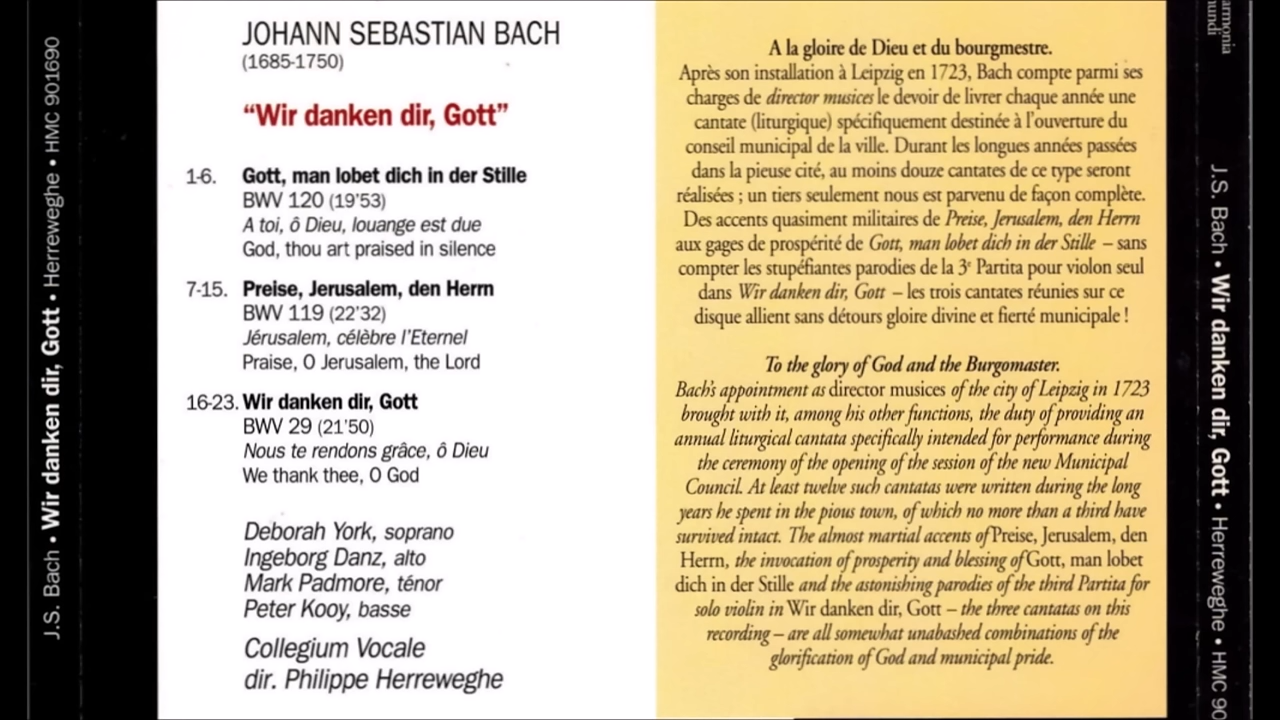 J.S. Bach • Wir danken dir, Gott • Herreweghe • HMC 901690
JOHANN SEBASTIAN BACH
(1685-1750)
“Wir danken dir, Gott”
1-6. Gott, man lobet dich in der Stille
BWV 120 (19'53)
A toi, ô Dieu, louange est due
God, thou art praised in silence
7-15. Preise, Jerusalem, den Herrn
BWV 119 (22'32)
Jérusalem, célèbre l'Eternel
Praise, O Jerusalem, the Lord
16-23. Wir danken dir, Gott
BWV 29 (21'50)
Nous te rendons grâce, ô Dieu
We thank thee, O God
Deborah York, soprano
Ingeborg Danz, alto
Mark Padmore, ténor
Peter Kooy, basse
Collegium Vocale
dir. Philippe Herreweghe
A la gloire de Dieu et du bourgmestre.
Après son installation à Leipzig en 1723, Bach compte parmi ses
charges de director musices le devoir de livrer chaque année une
cantate (liturgique) spécifiquement destinée à l'ouverture du
conseil municipal de la ville. Durant les longues années passées
dans la pieuse cité, au moins douze cantates de ce type seront
réalisées ; un tiers seulement nous est parvenu de façon complète.
Des accents quasiment militaires de Preise, Jerusalem, den Herrn
aux gages de prospérité de Gott, man lobet dich in der Stille – sans
compter les stupéfiantes parodies de la 3e Partita pour violon seul
dans Wir danken dir, Gott – les trois cantates réunies sur ce
disque allient sans détours gloire divine et fierté municipale !
To the glory of God and the Burgomaster.
Bach's appointment as director musices of the city of Leipzig in 1723
brought with it, among his other functions, the duty of providing an
annual liturgical cantata specifically intended for performance during
the ceremony of the opening of the session of the new Municipal
Council. At least twelve such cantatas were written during the long
years he spent in the pious town, of which no more than a third have
survived intact. The almost martial accents of Preise, Jerusalem, den
Herrn, the invocation of prosperity and blessing of Gott, man lobet
dich in der Stille and the astonishing parodies of the third Partita for
solo violin in Wir danken dir, Gott – the three cantatas on this
recording – are all somewhat unabashed combinations of the
glorification of God and municipal pride.
armonia
mundi
J.S. Bach • Wir danken dir, Gott • Herreweghe • HMC 90